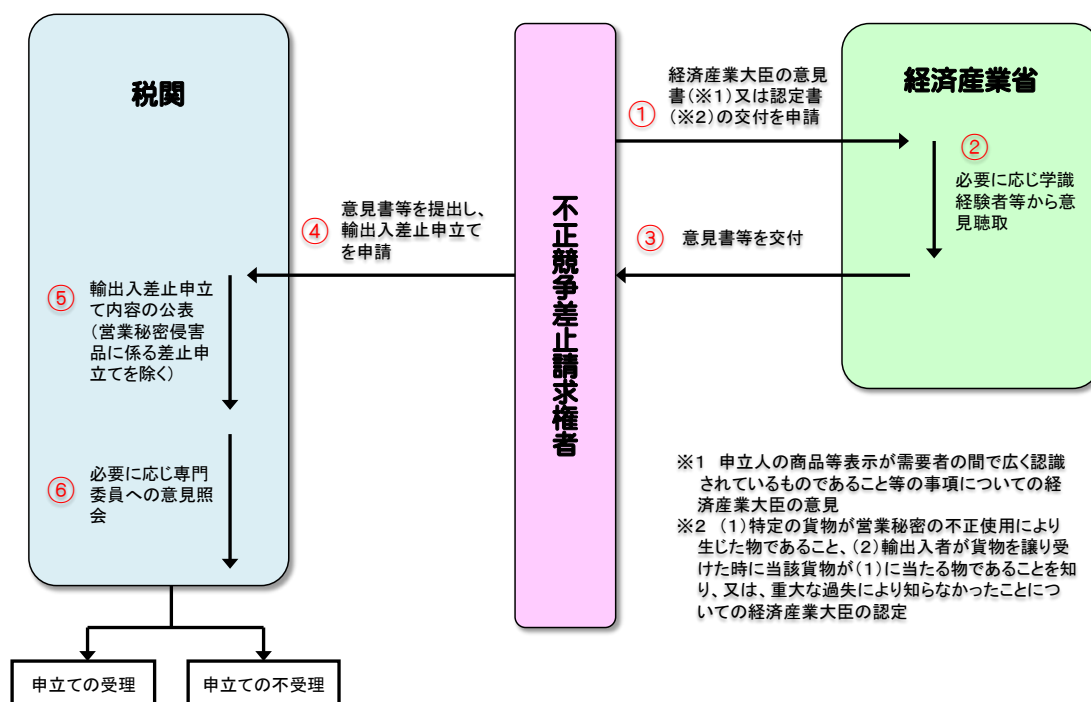 税関
不正競争差止請求権者
経済産業省
①
経済産業大臣の意見
書(※1)又は認定書
(※2)の交付を申請
②
必要に応じ学識
経験者等から意
見聴取
③
意見書等を交付
④
意見書等を提出し、
輸出入差止申立て
を申請
⑤
輸出入差止申立
て内容の公表
(営業秘密侵害
品に係る差止申
立てを除く)
⑥
必要に応じ専門
委員への意見照
会
申立ての受理
申立ての不受理
※1 申立人の商品等表示が需要者の間で広く認識
されているものであること等の事項についての経
済産業大臣の意見
※2 (1)特定の貨物が営業秘密の不正使用により
生じた物であること、(2)輸出入者が貨物を譲り受
けた時に当該貨物が(1)に当たる物であることを知
り、又は、重大な過失により知らなかったことにつ
いての経済産業大臣の認定